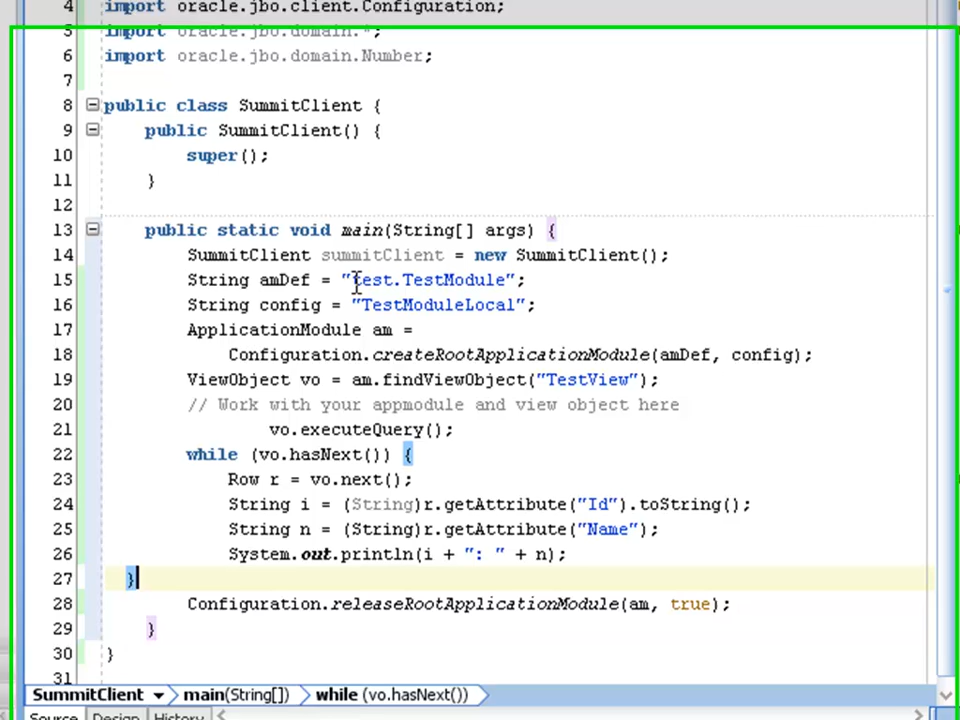 4 import oracle.jbo.client.Configuration;
5 import oracle.jbo.domain.*;
6 import oracle.jbo.domain.Number;
7
8 public class SummitClient {
9 public SummitClient() {
10 super();
11 }
12
13 public static void main(String[] args) {
14 SummitClient summitClient = new SummitClient();
15 String amDef = "test.TestModule";
16 String config = "TestModuleLocal";
17 ApplicationModule am =
18 Configuration.createRootApplicationModule(amDef, config);
19 ViewObject vo = am.findViewObject("TestView");
20 // Work with your appmodule and view object here
21 vo.executeQuery();
22 while (vo.hasNext()) {
23 Row r = vo.next();
24 String i = (String)r.getAttribute("Id").toString();
25 String n = (String)r.getAttribute("Name");
26 System.out.println(i + ": " + n);
27 }
28 Configuration.releaseRootApplicationModule(am, true);
29 }
30 }
31
SummitClient main(String[]) while (vo.hasNext())
Source Design History